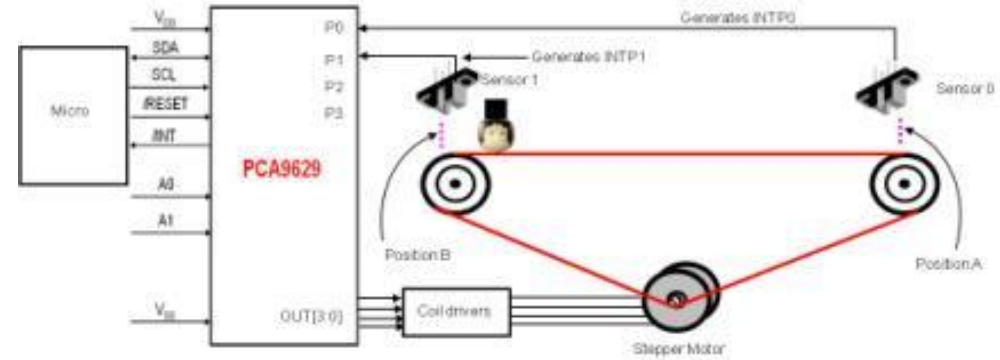 VDD
SDA
SCL
/RESET
/INT
A0
A1
VSS
Micro
PCA9629
P0
P1
P2
P3
OUT[3:0]
Generates INTP0
Generates INTP1
Sensor 1
Sensor 0
Position B
Position A
Coil drivers
Stepper Motor